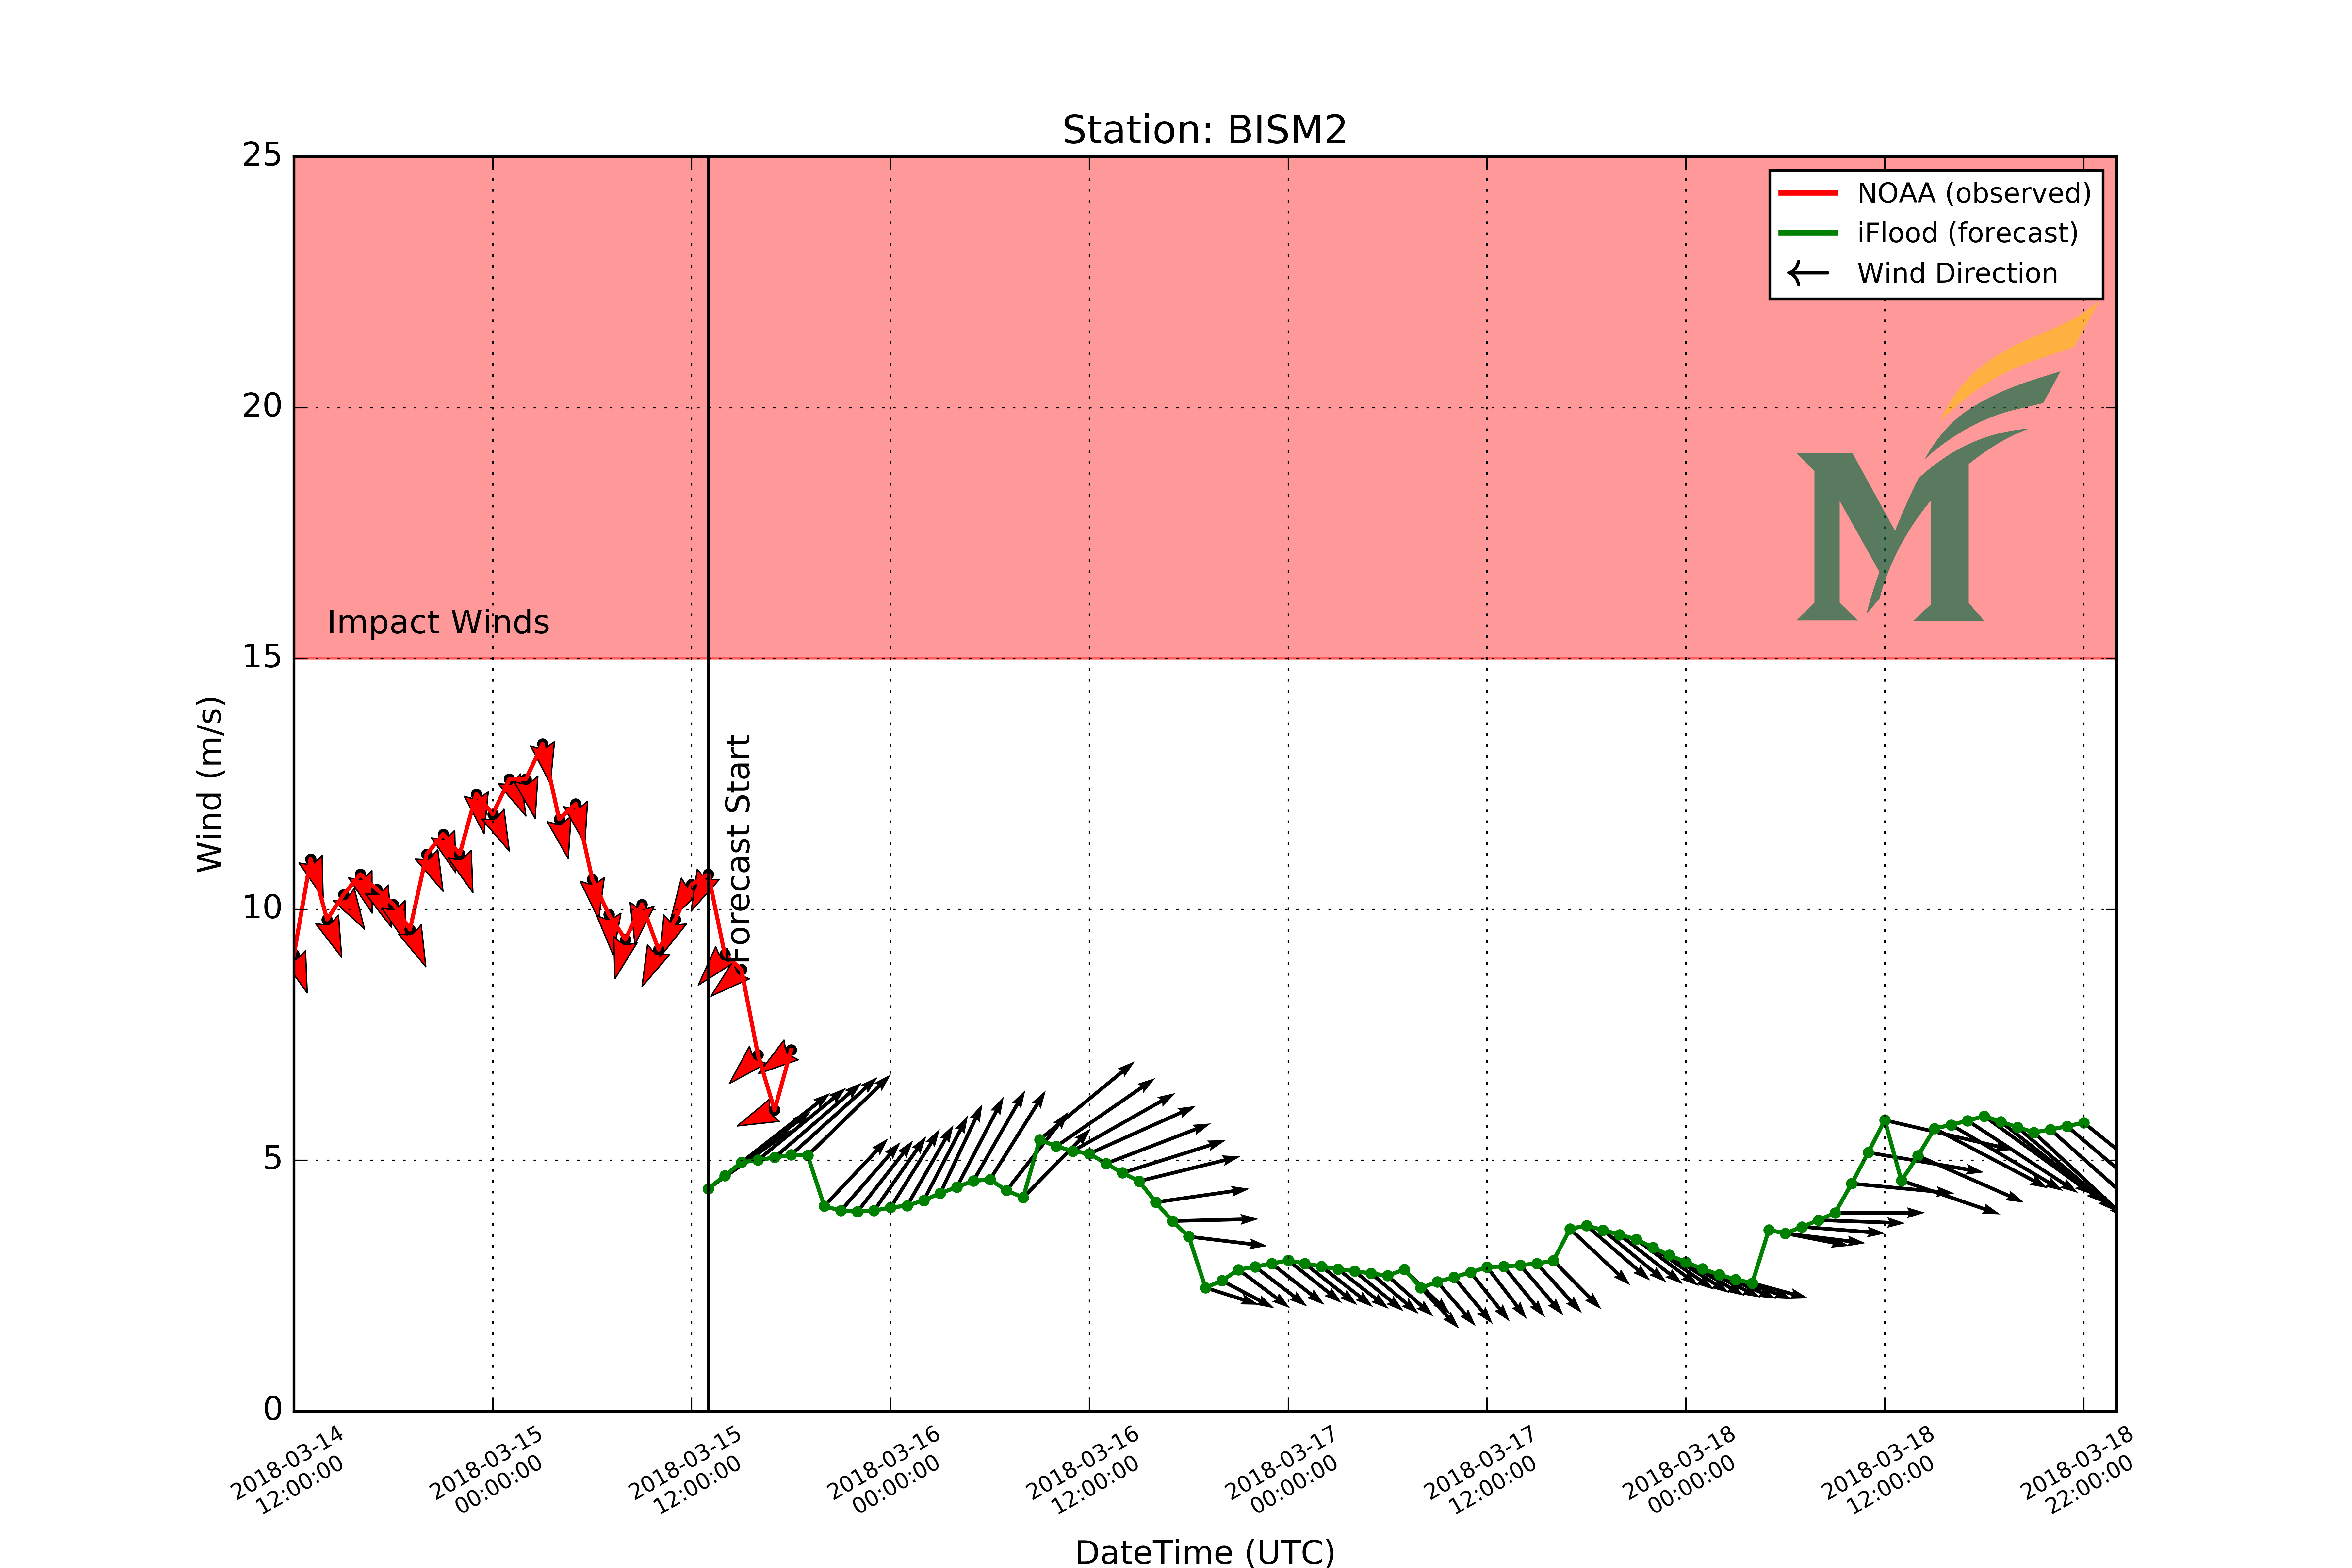 Station: BISM2
25
20
15
10
5
0
Wind (m/s)
NOAA (observed)
iFlood (forecast)
Wind Direction
Impact Winds
Forecast Start
2018-03-14
12:00:00
2018-03-15
00:00:00
2018-03-15
12:00:00
2018-03-16
00:00:00
2018-03-16
12:00:00
2018-03-17
00:00:00
2018-03-17
12:00:00
2018-03-18
00:00:00
2018-03-18
12:00:00
2018-03-18
22:00:00
DateTime (UTC)
M